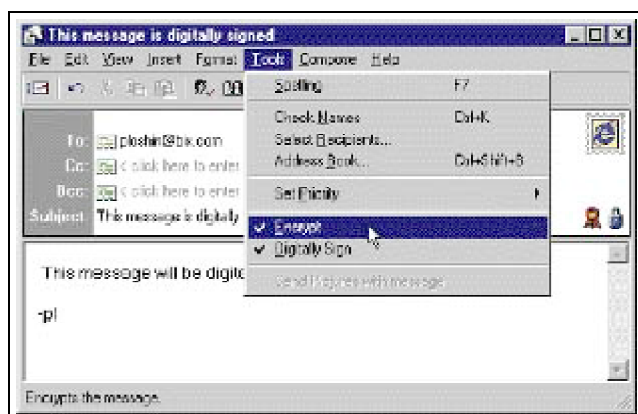 This message is digitally signed
File Edit View Insert Format Tools Compose Help
Spelling F7
Check Names Ctrl+K
Select Recipients...
Address Book... Ctrl+Shift+B
Set Priority
Encrypt
Digitally Sign
Send Pictures with message
To: ploshin@bix.com
Cc: < click here to enter
Bcc: < click here to enter
Subject: This message is digitally
This message will be digita
-pl
Encrypts the message.